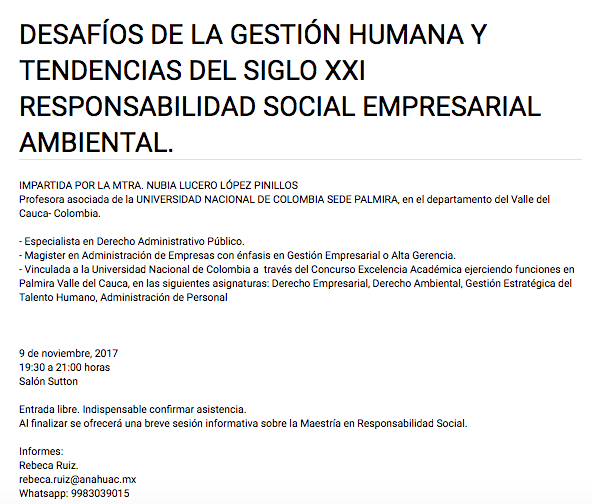 DESAFÍOS DE LA GESTIÓN HUMANA Y
TENDENCIAS DEL SIGLO XXI
RESPONSABILIDAD SOCIAL EMPRESARIAL
AMBIENTAL.
IMPARTIDA POR LA MTRA. NUBIA LUCERO LÓPEZ PINILLOS
Profesora asociada de la UNIVERSIDAD NACIONAL DE COLOMBIA SEDE PALMIRA, en el departamento del Valle del
Cauca- Colombia.
- Especialista en Derecho Administrativo Público.
- Magister en Administración de Empresas con énfasis en Gestión Empresarial o Alta Gerencia.
- Vinculada a la Universidad Nacional de Colombia a través del Concurso Excelencia Académica ejerciendo funciones en
Palmira Valle del Cauca, en las siguientes asignaturas: Derecho Empresarial, Derecho Ambiental, Gestión Estratégica del
Talento Humano, Administración de Personal
9 de noviembre, 2017
19:30 a 21:00 horas
Salón Sutton
Entrada libre. Indispensable confirmar asistencia.
Al finalizar se ofrecerá una breve sesión informativa sobre la Maestría en Responsabilidad Social.
Informes:
Rebeca Ruiz.
rebeca.ruiz@anahuac.mx
Whatsapp: 9983039015